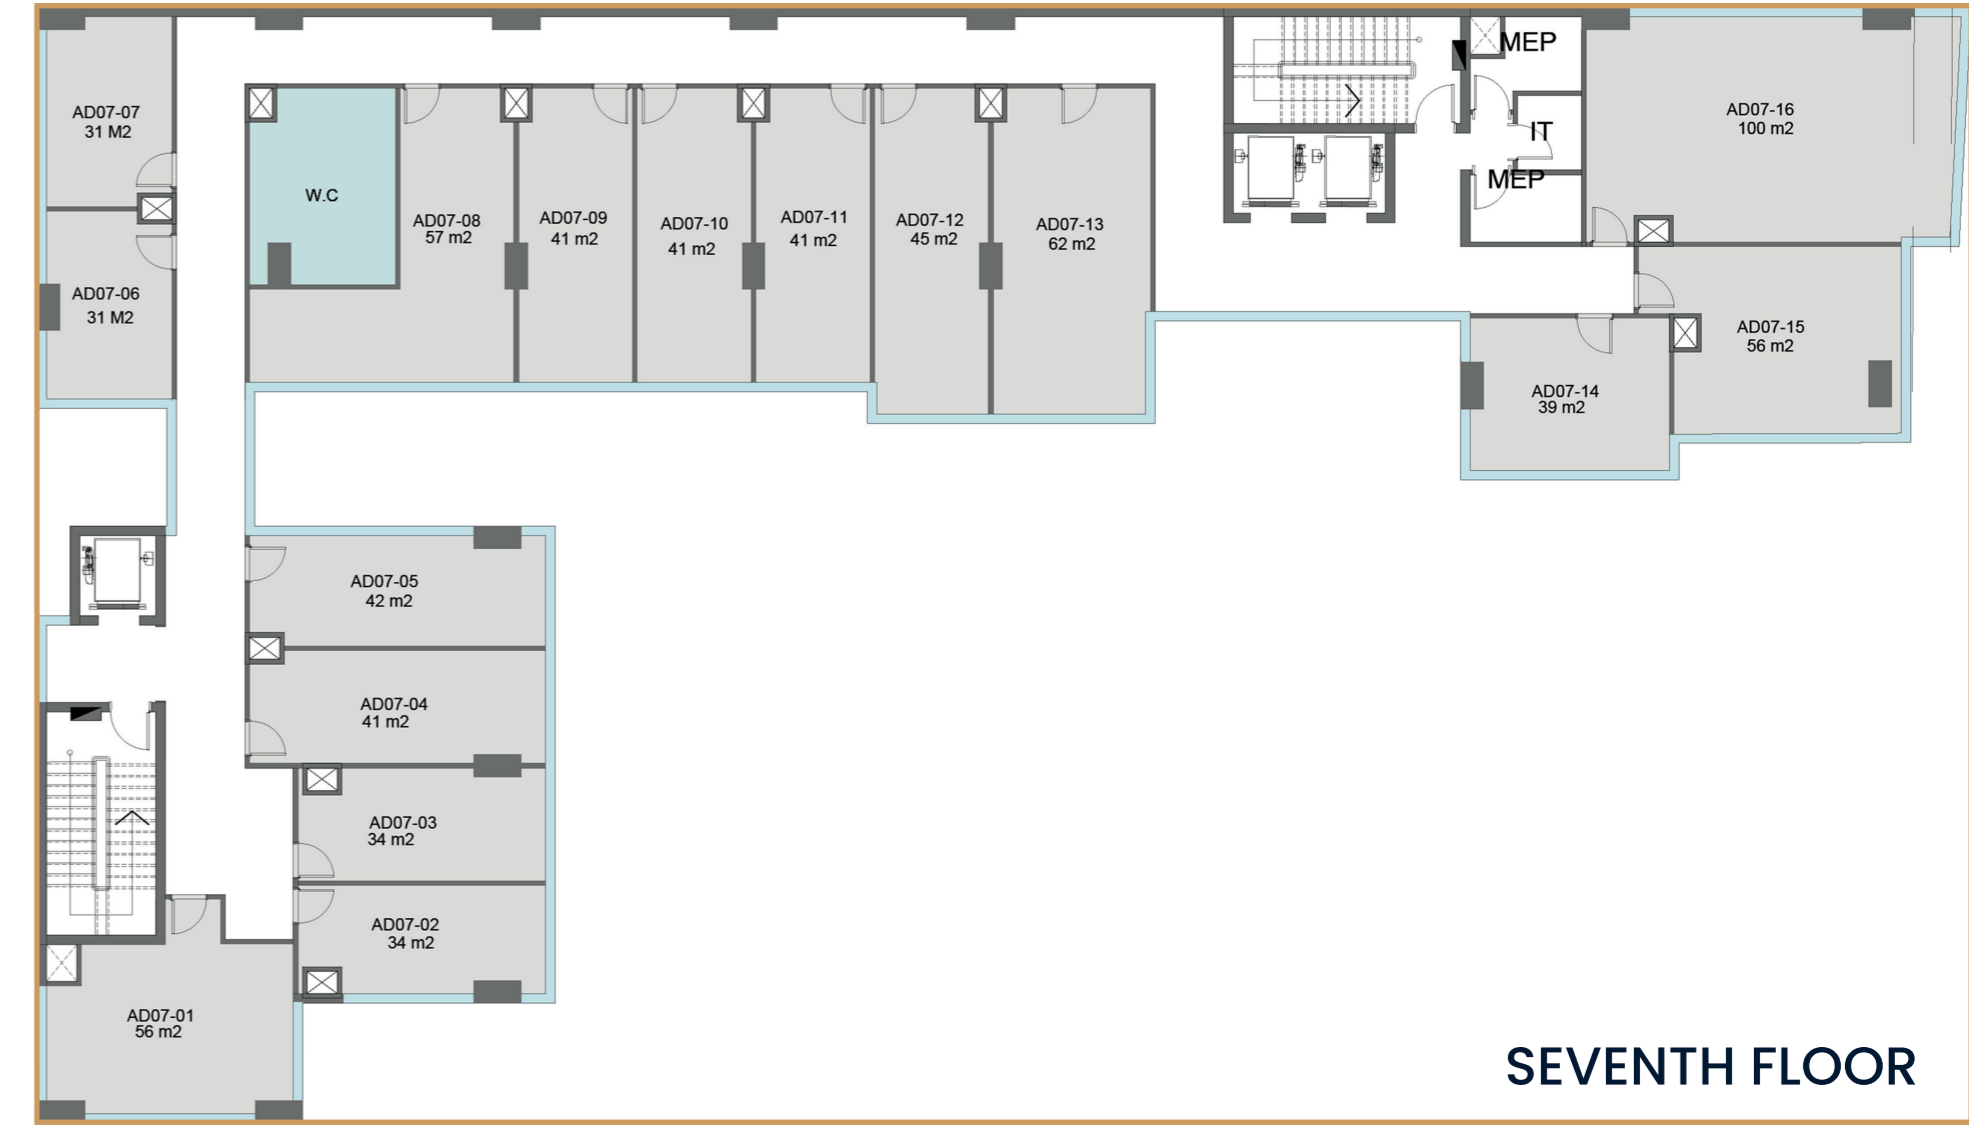 MEP
AD07-07
31 M2
AD07-16
100 m2
IT
MEP
W.C
AD07-08
57 m2
AD07-09
41 m2
AD07-10
41 m2
AD07-11
41 m2
AD07-12
45 m2
AD07-13
62 m2
AD07-06
31 M2
AD07-15
56 m2
AD07-14
39 m2
AD07-05
42 m2
AD07-04
41 m2
AD07-03
34 m2
AD07-02
34 m2
AD07-01
56 m2
SEVENTH FLOOR